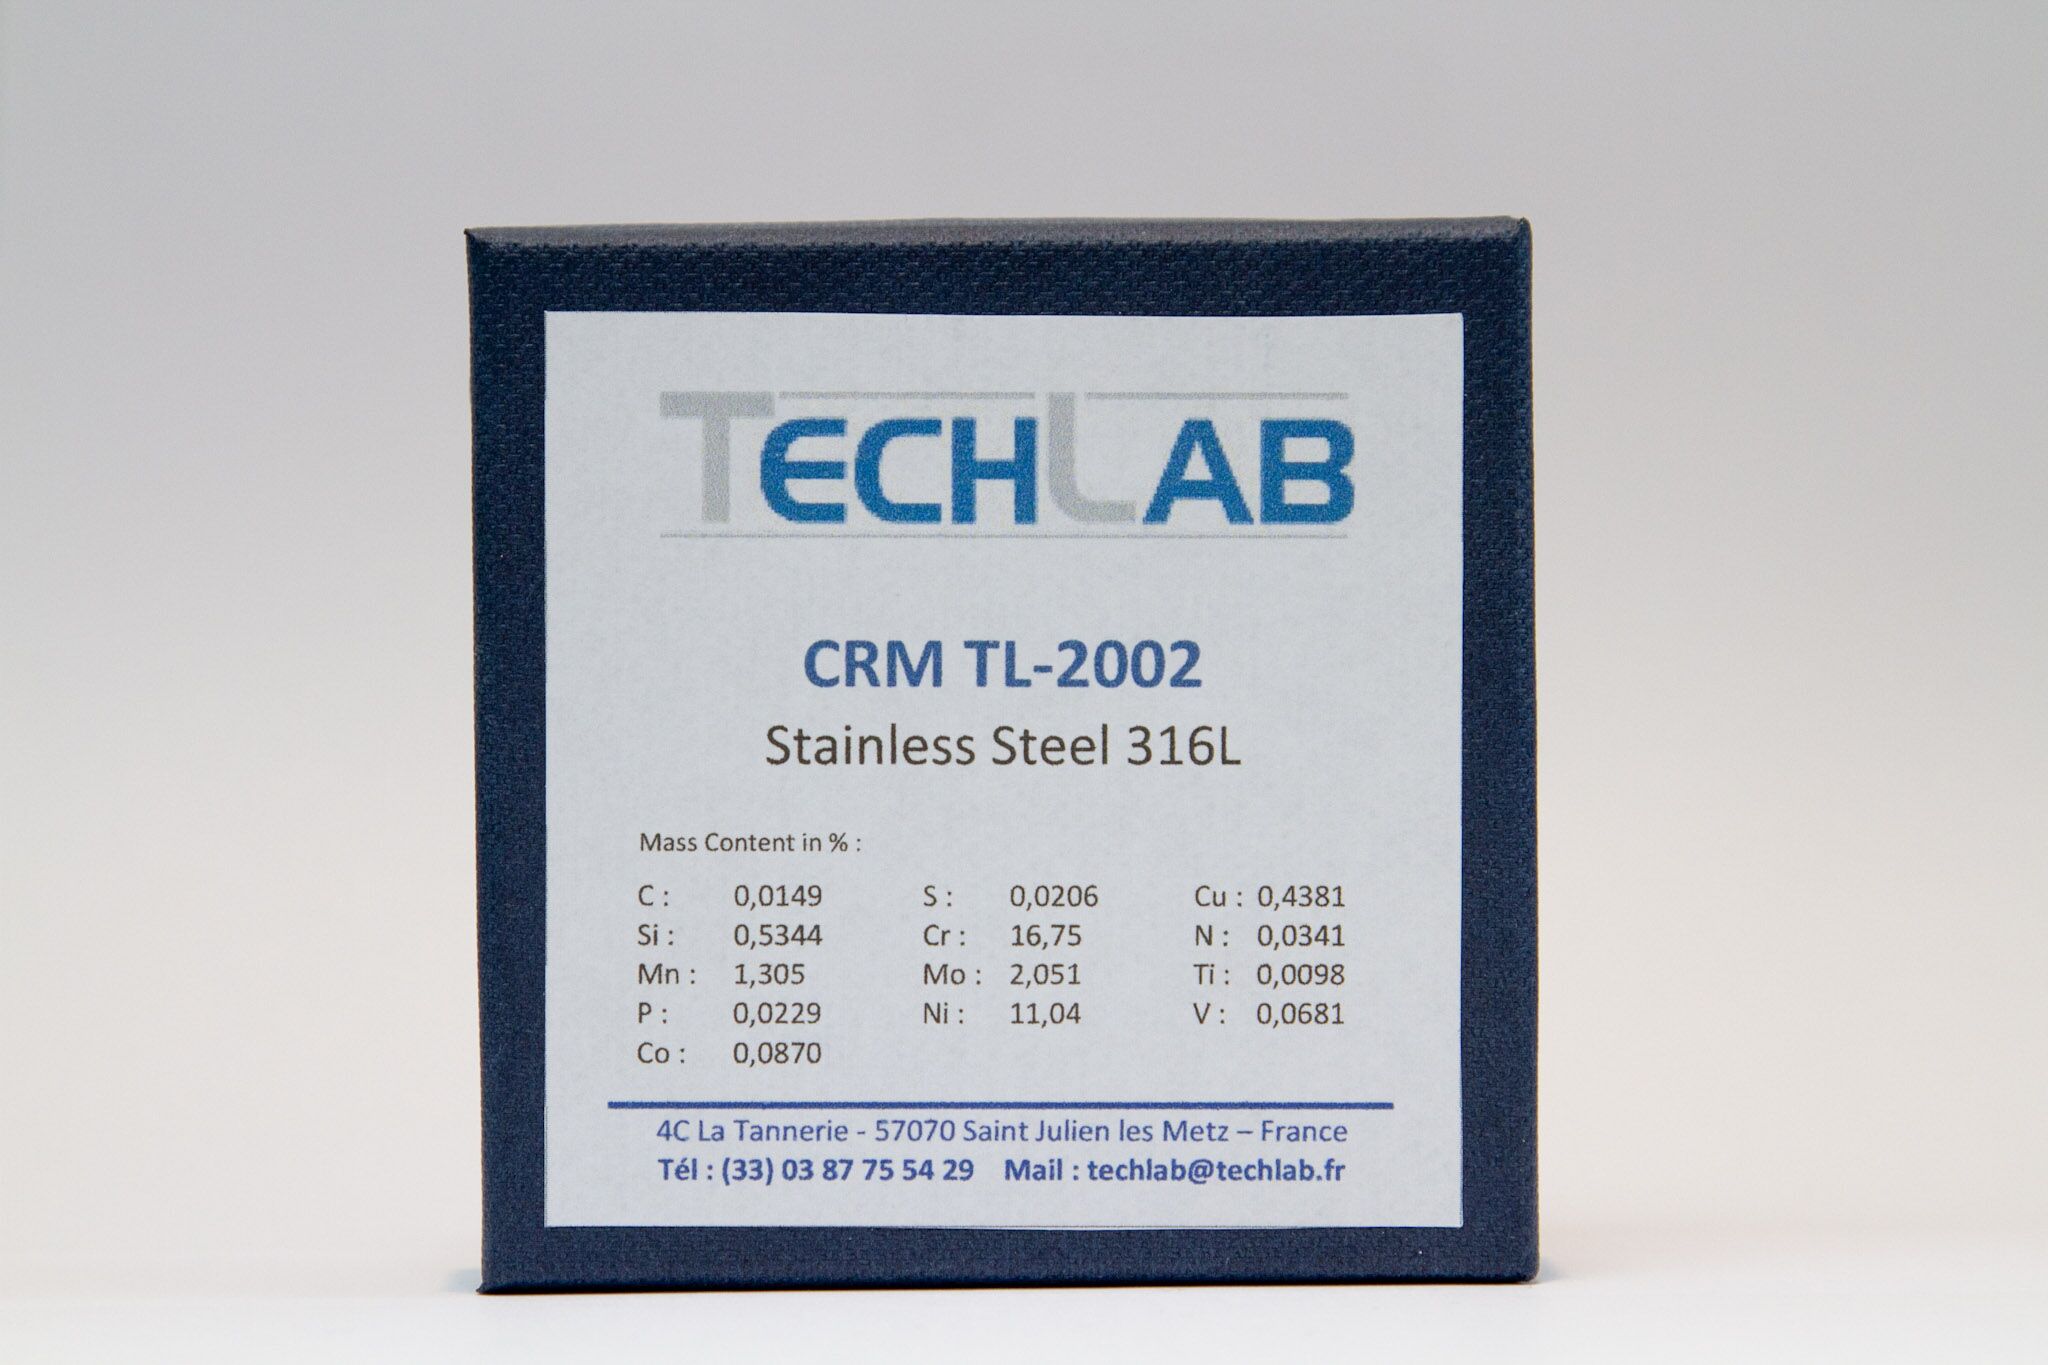 TECHLAB
CRM TL-2002
Stainless Steel 316L
Mass Content in % :
C : 0,0149 S : 0,0206 Cu : 0,4381
Si : 0,5344 Cr : 16,75 N : 0,0341
Mn : 1,305 Mo : 2,051 Ti : 0,0098
P : 0,0229 Ni : 11,04 V : 0,0681
Co : 0,0870
4C La Tannerie - 57070 Saint Julien les Metz – France
Tél : (33) 03 87 75 54 29 Mail : techlab@techlab.fr